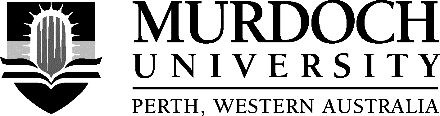 MURDOCH
UNIVERSITY
PERTH, WESTERN AUSTRALIA